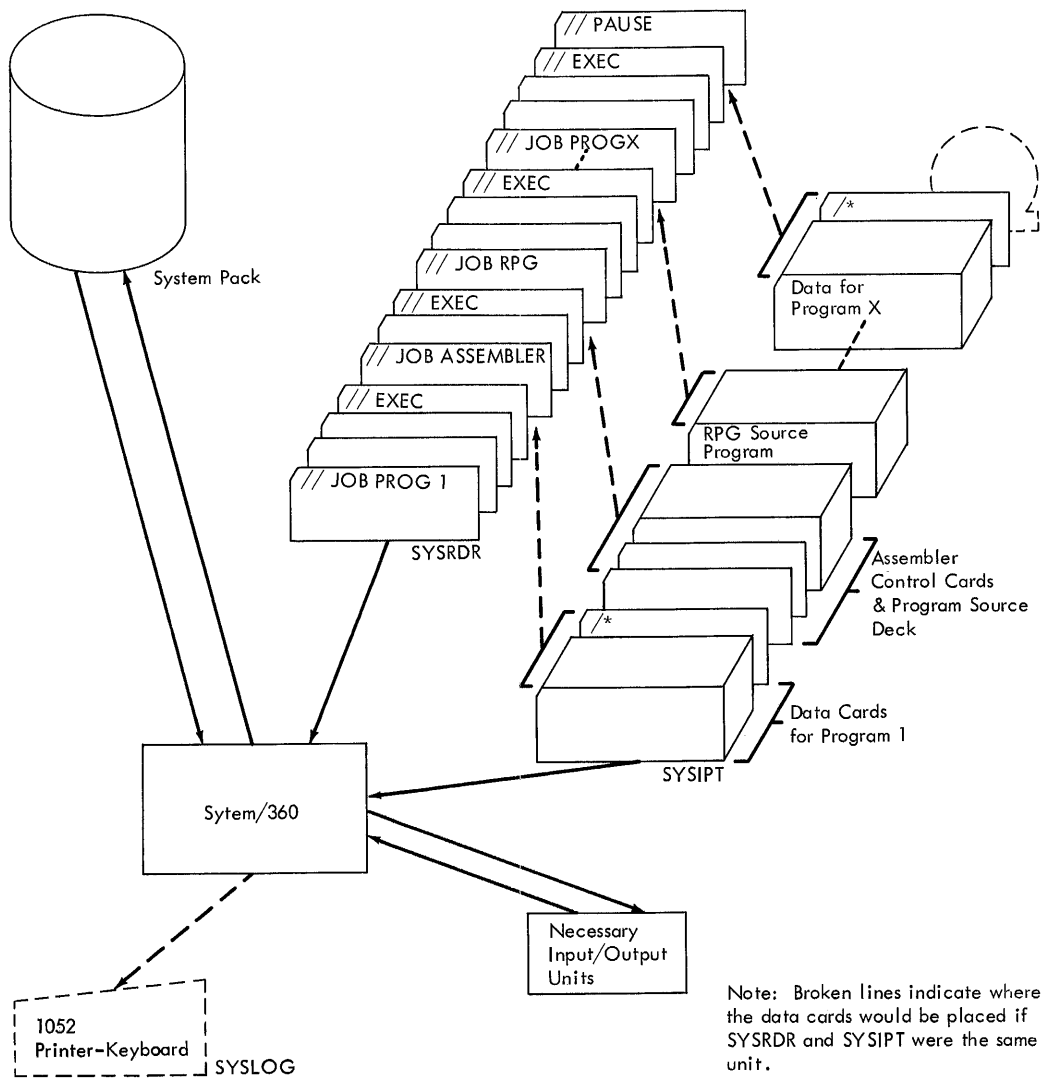 // PAUSE
// EXEC
// JOB PROGX
// EXEC
// JOB RPG
// EXEC
// JOB ASSEMBLER
// EXEC
// JOB PROG 1
SYSRDR
System Pack
/*
Data for
Program X
RPG Source
Program
Assembler
Control Cards
& Program Source
Deck
/*
Data Cards
for Program 1
SYSIPT
Sytem/360
Necessary
Input/Output
Units
1052
Printer-Keyboard
SYSLOG
Note: Broken lines indicate where
the data cards would be placed if
SYSRDR and SYSIPT were the same
unit.